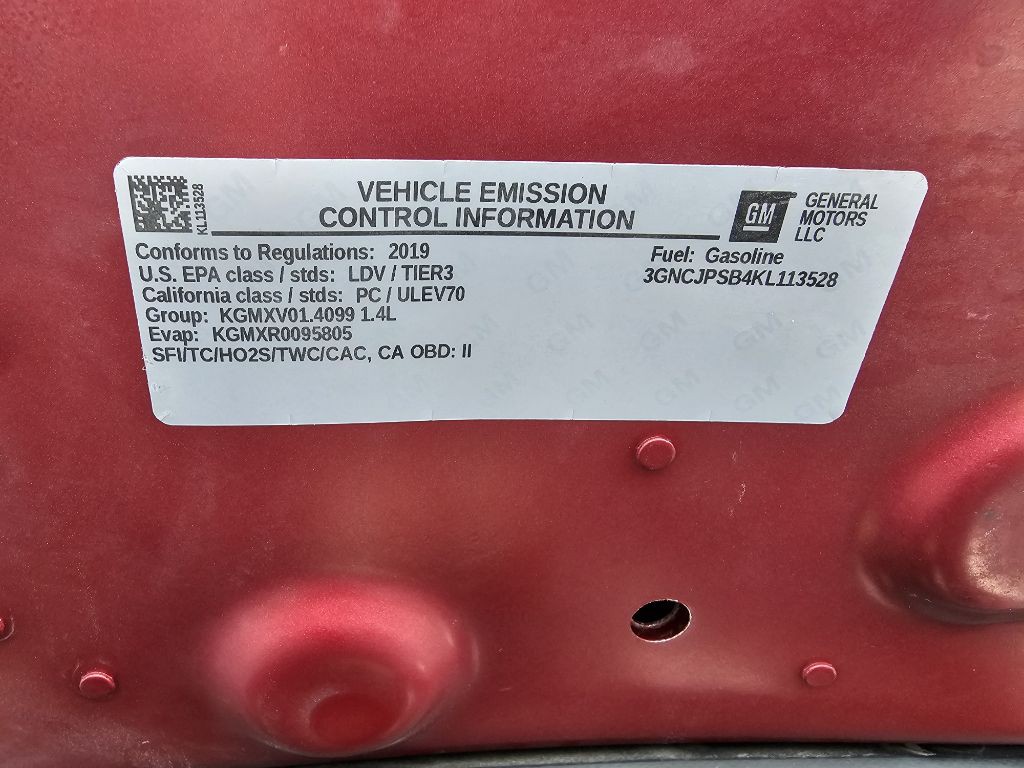 KL113528
VEHICLE EMISSION
CONTROL INFORMATION
GM
GENERAL
MOTORS
LLC
Conforms to Regulations: 2019
U.S. EPA class / stds: LDV / TIER3
California class / stds: PC / ULEV70
Group: KGMXV01.4099 1.4L
Evap: KGMXR0095805
SFI/TC/HO2S/TWC/CAC, CA OBD: II
Fuel: Gasoline
3GNCJPSB4KL113528